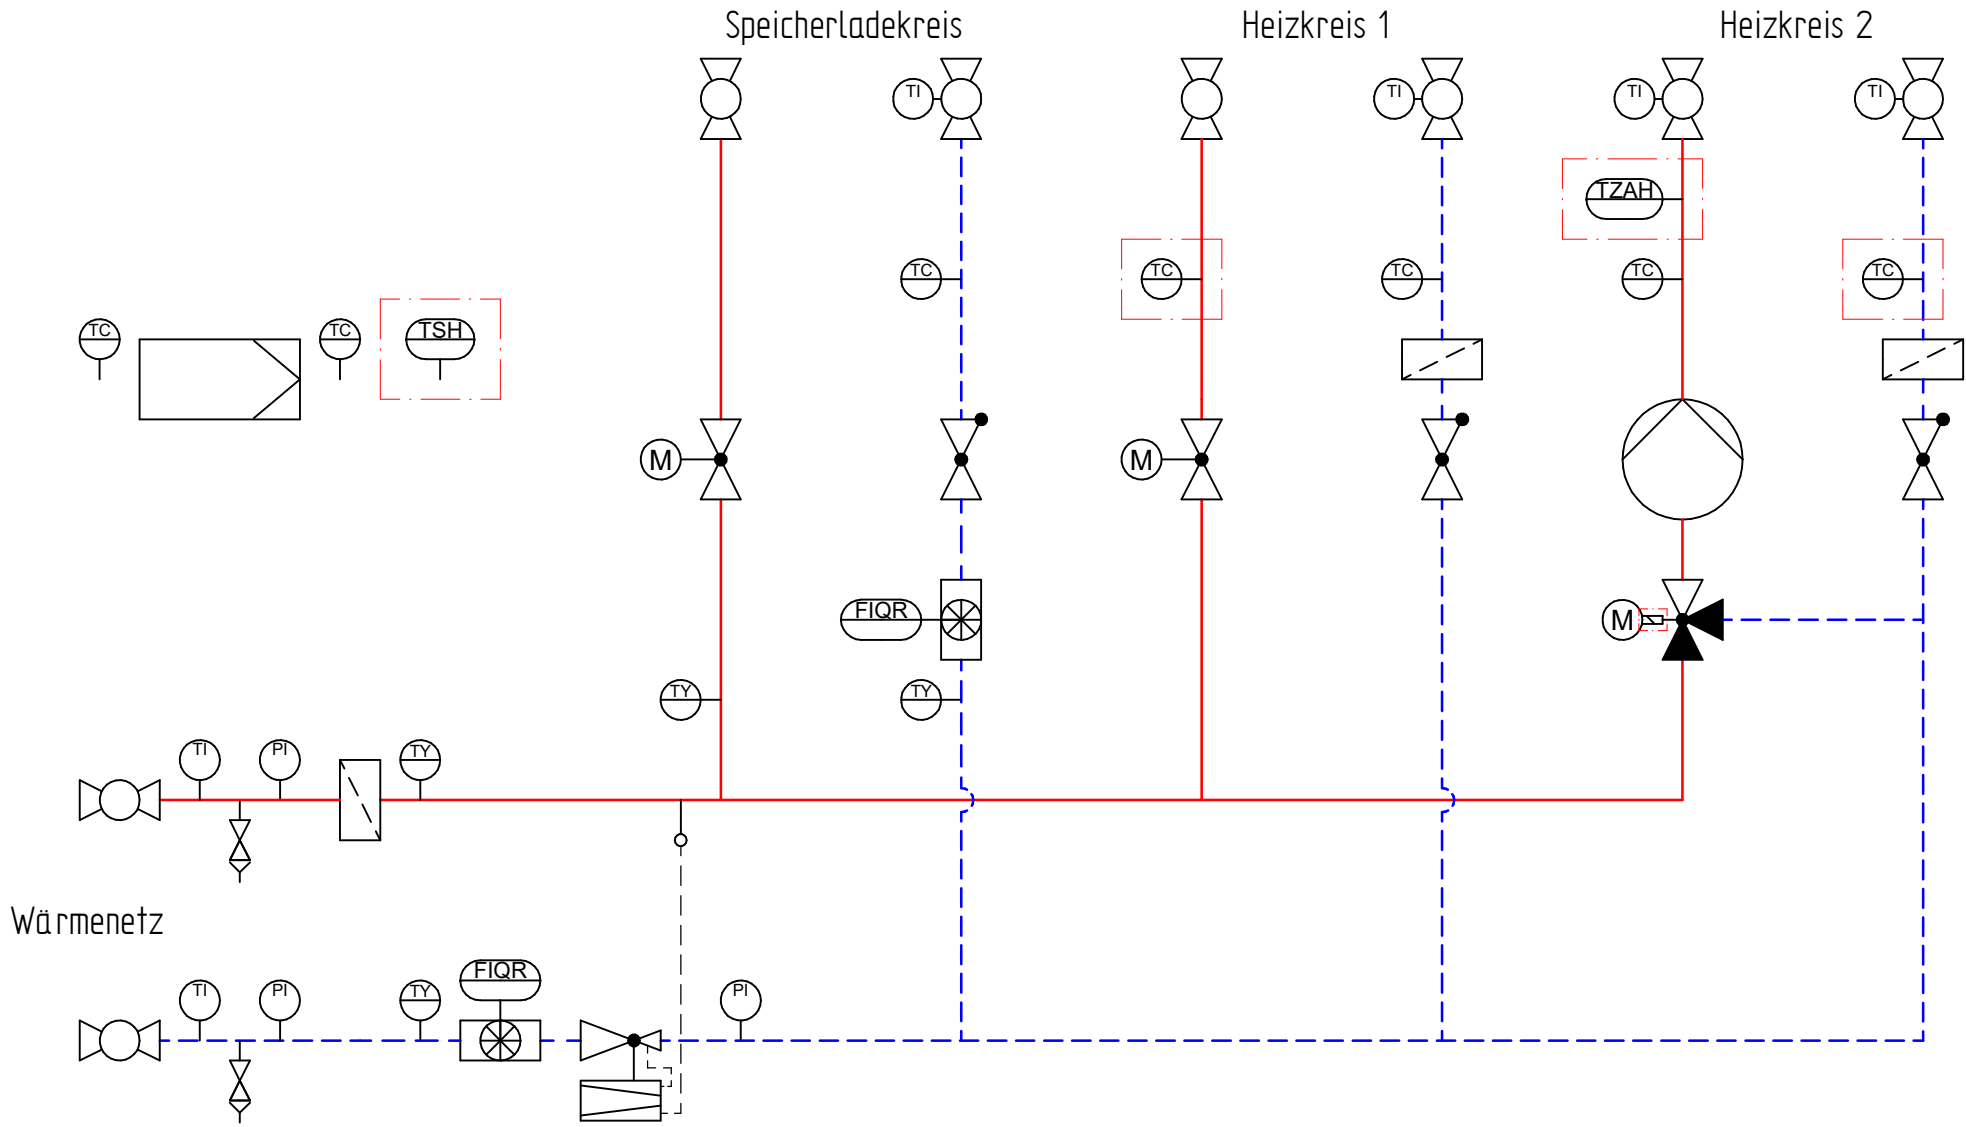 Speicherladekreis
Heizkreis 1
Heizkreis 2
TI
TI
TI
TI
TZAH
TC
TC
TC
TC
TC
TC
TSH
M
M
FIQR
M
TY
TY
TI
PI
TY
Wärmenetz
TI
PI
TY
FIQR
PI